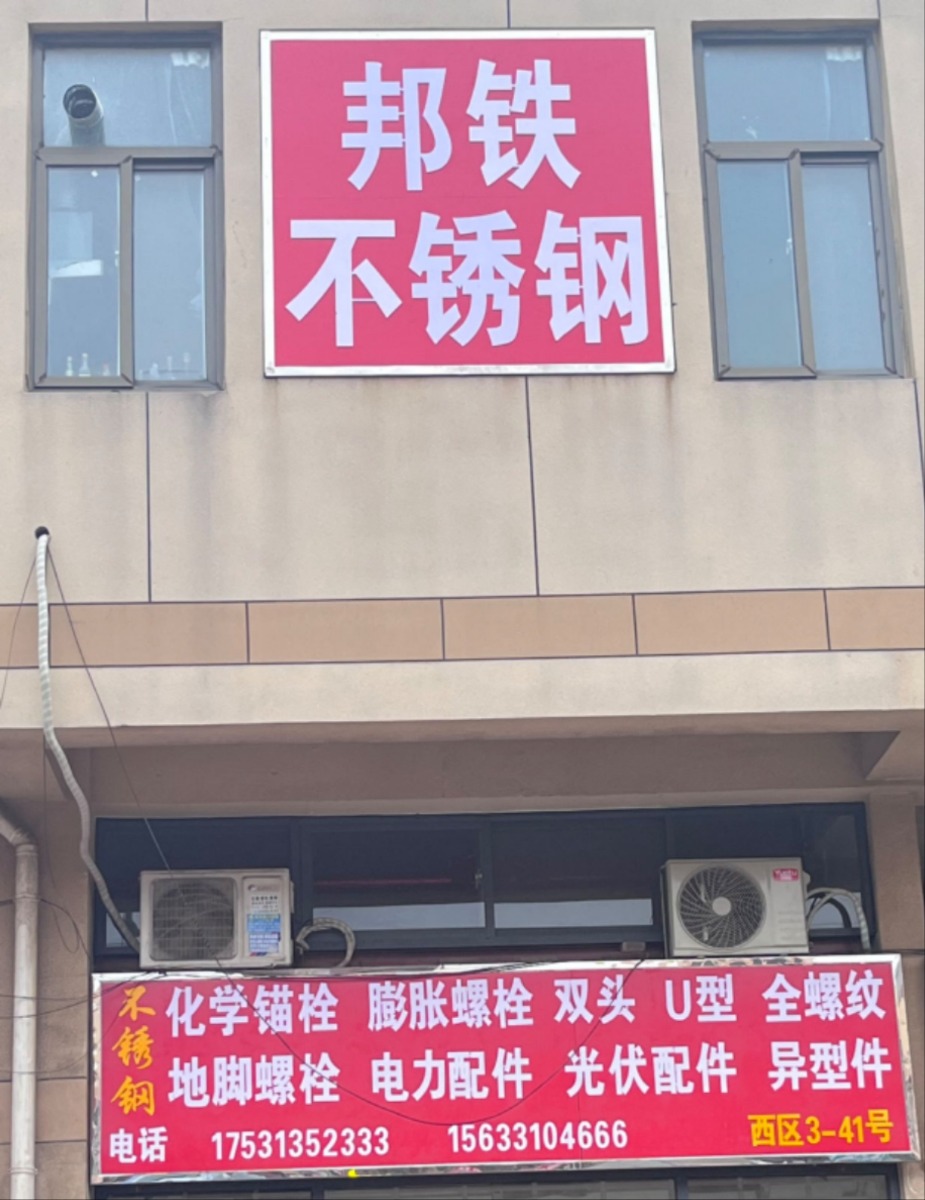 邦铁
不锈钢
不锈钢
化学锚栓 膨胀螺栓 双头 U型 全螺纹
地脚螺栓 电力配件 光伏配件 异型件
电话 17531352333 15633104666 西区3-41号